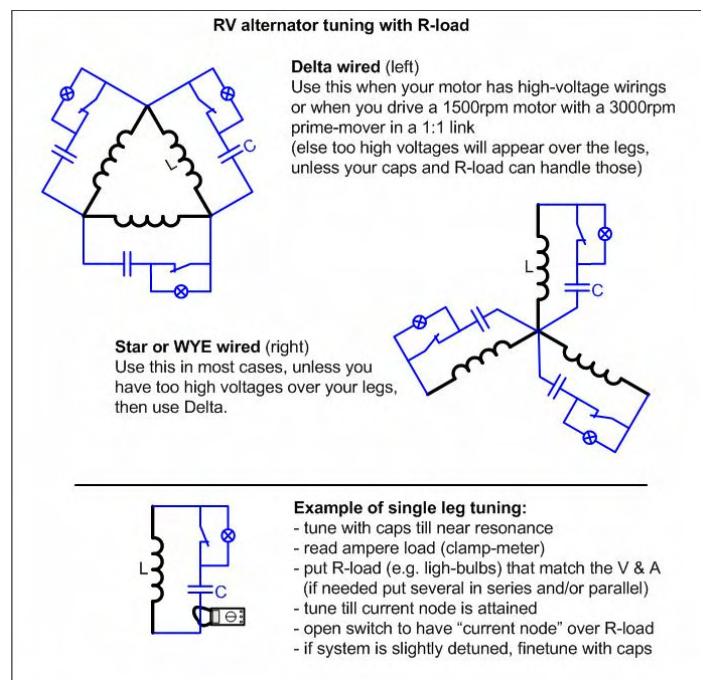 RV alternator tuning with R-load
Delta wired (left)
Use this when your motor has high-voltage wirings
or when you drive a 1500rpm motor with a 3000rpm
prime-mover in a 1:1 link
(else too high voltages will appear over the legs,
unless your caps and R-load can handle those)
L
C
L
C
Star or WYE wired (right)
Use this in most cases, unless you
have too high voltages over your legs,
then use Delta.
Example of single leg tuning:
- tune with caps till near resonance
- read ampere load (clamp-meter)
- put R-load (e.g. ligh-bulbs) that match the V & A
(if needed put several in series and/or parallel)
- tune till current node is attained
- open switch to have “current node” over R-load
- if system is slightly detuned, finetune with caps
L
C